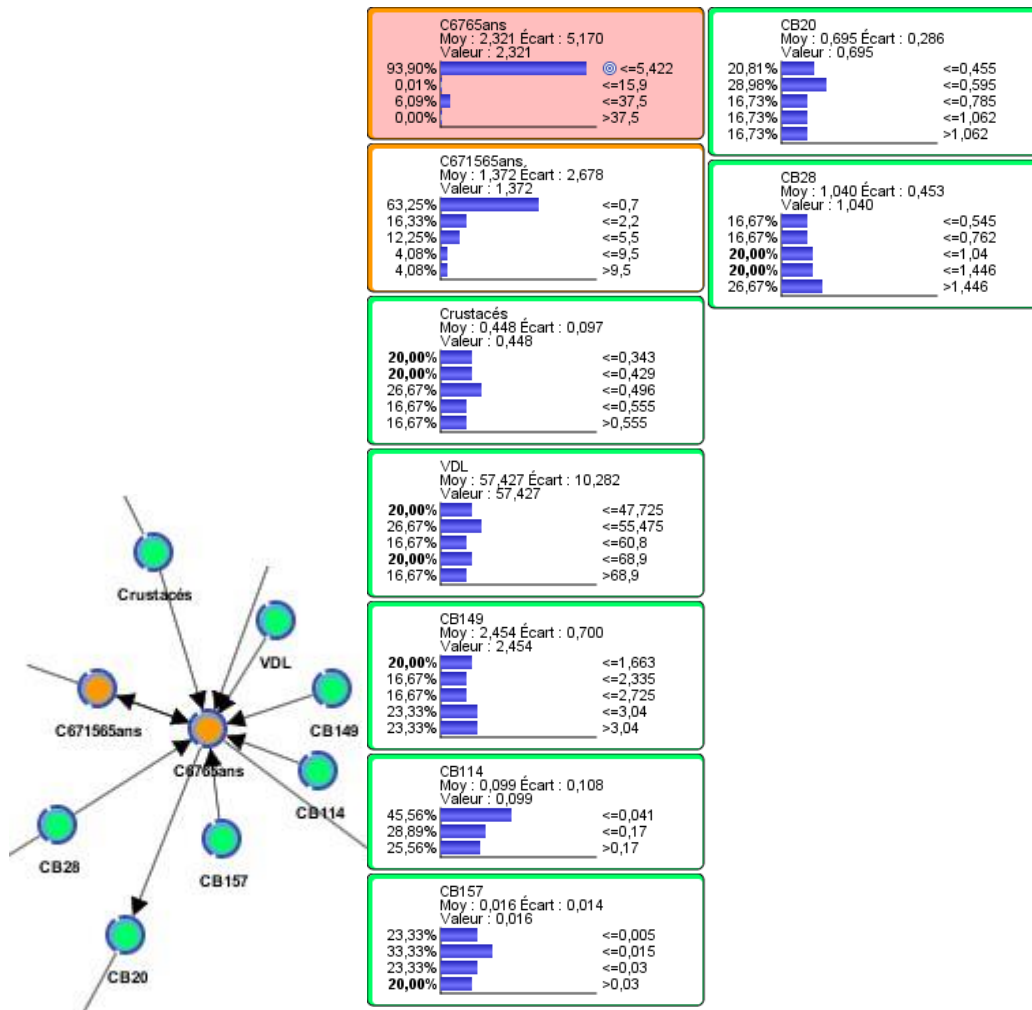 C6765ans
Moy : 2,321 Écart : 5,170
Valeur : 2,321
93,90% <=5,422
0,01% <=15,9
6,09% <=37,5
0,00% >37,5
C671565ans
Moy : 1,372 Écart : 2,678
Valeur : 1,372
63,25% <=0,7
16,33% <=2,2
12,25% <=5,5
4,08% <=9,5
4,08% >9,5
Crustacés
Moy : 0,448 Écart : 0,097
Valeur : 0,448
20,00% <=0,343
20,00% <=0,429
26,67% <=0,496
16,67% <=0,555
16,67% >0,555
VDL
Moy : 57,427 Écart : 10,282
Valeur : 57,427
20,00% <=47,725
26,67% <=55,475
16,67% <=60,8
20,00% <=68,9
16,67% >68,9
CB149
Moy : 2,454 Écart : 0,700
Valeur : 2,454
20,00% <=1,663
16,67% <=2,335
16,67% <=2,725
23,33% <=3,04
23,33% >3,04
CB114
Moy : 0,099 Écart : 0,108
Valeur : 0,099
45,56% <=0,041
28,89% <=0,17
25,56% >0,17
CB157
Moy : 0,016 Écart : 0,014
Valeur : 0,016
23,33% <=0,005
33,33% <=0,015
23,33% <=0,03
20,00% >0,03
CB20
Moy : 0,695 Écart : 0,286
Valeur : 0,695
20,81% <=0,455
28,98% <=0,595
16,73% <=0,785
16,73% <=1,062
16,73% >1,062
CB28
Moy : 1,040 Écart : 0,453
Valeur : 1,040
16,67% <=0,545
16,67% <=0,762
20,00% <=1,04
20,00% <=1,446
26,67% >1,446
Crustacés
VDL
C671565ans
CB149
C6765ans
CB114
CB28
CB157
CB20